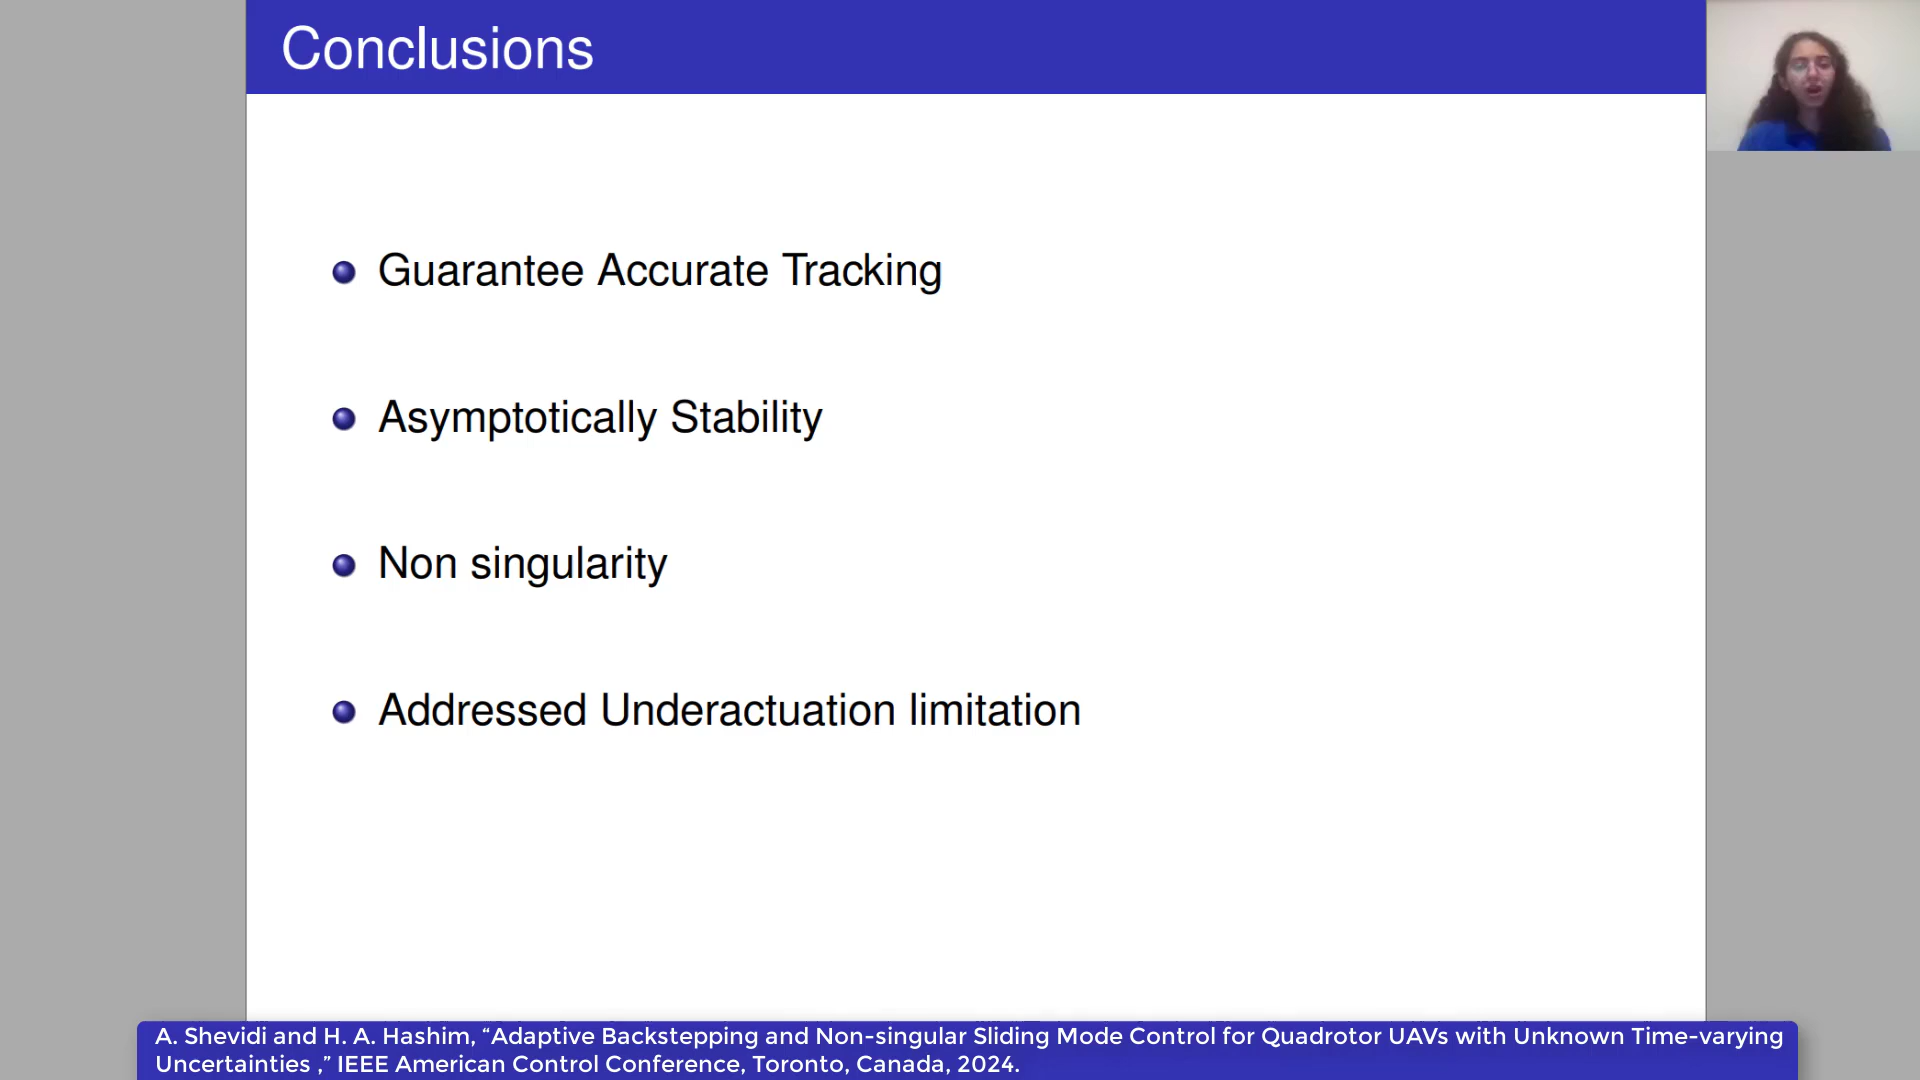 Conclusions
Guarantee Accurate Tracking
Asymptotically Stability
Non singularity
Addressed Underactuation limitation
A. Shevidi and H. A. Hashim, “Adaptive Backstepping and Non-singular Sliding Mode Control for Quadrotor UAVs with Unknown Time-varying
Uncertainties ,” IEEE American Control Conference, Toronto, Canada, 2024.